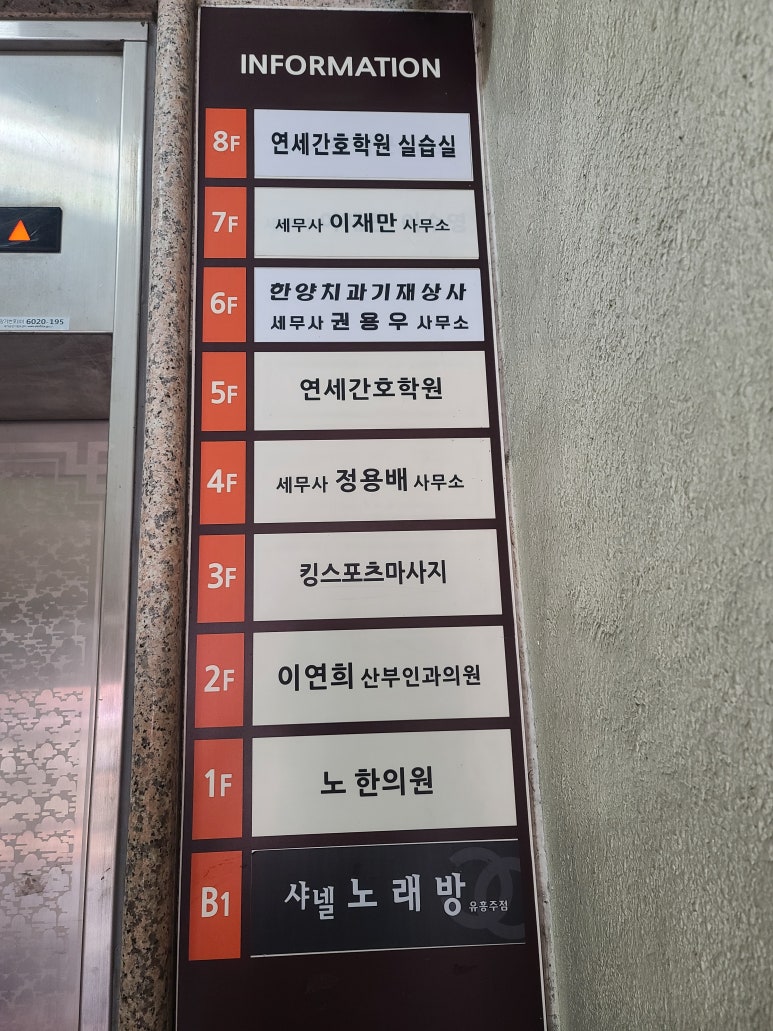 INFORMATION
8F 연세간호학원 실습실
7F 세무사 이재만 사무소
6F 한양치과기재상사
세무사 권용우 사무소
5F 연세간호학원
4F 세무사 정용배 사무소
3F 킹스포츠마사지
2F 이연희 산부인과의원
1F 노 한의원
B1 샤넬 노래방 유흥주점
6020-195